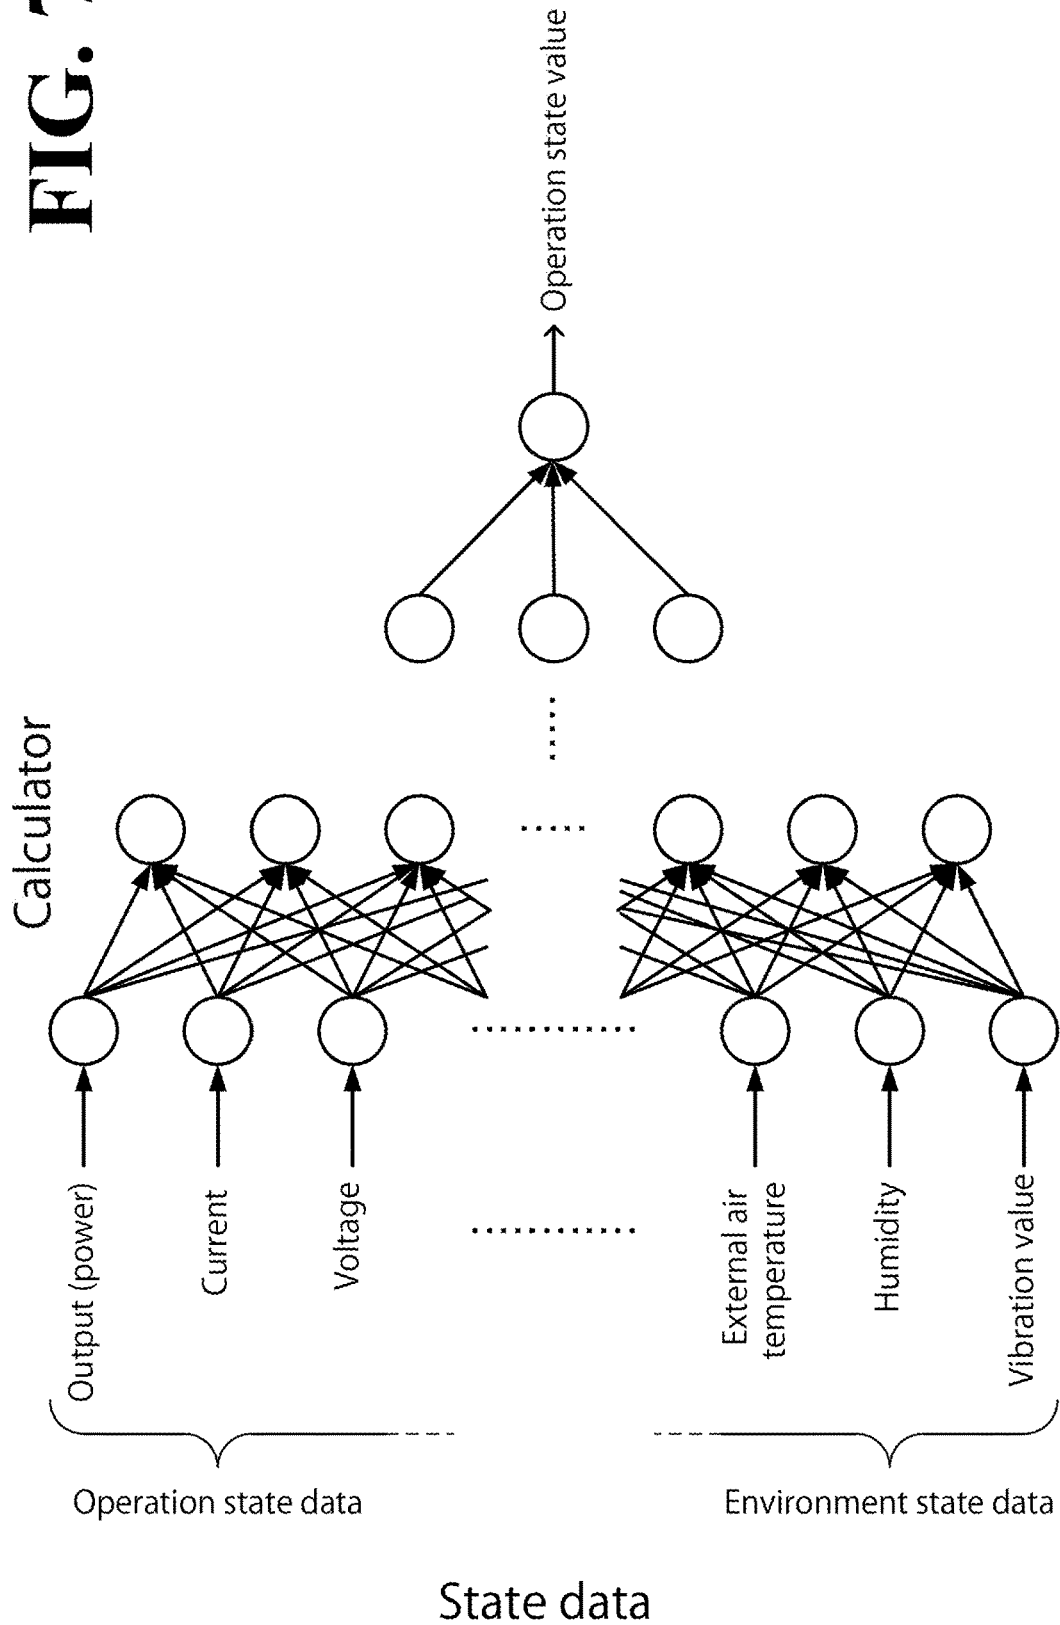 FIG. 7
Calculator
Operation state value
Output (power)
Current
Voltage
External air
temperature
Humidity
Vibration value
Operation state data
Environment state data
State data